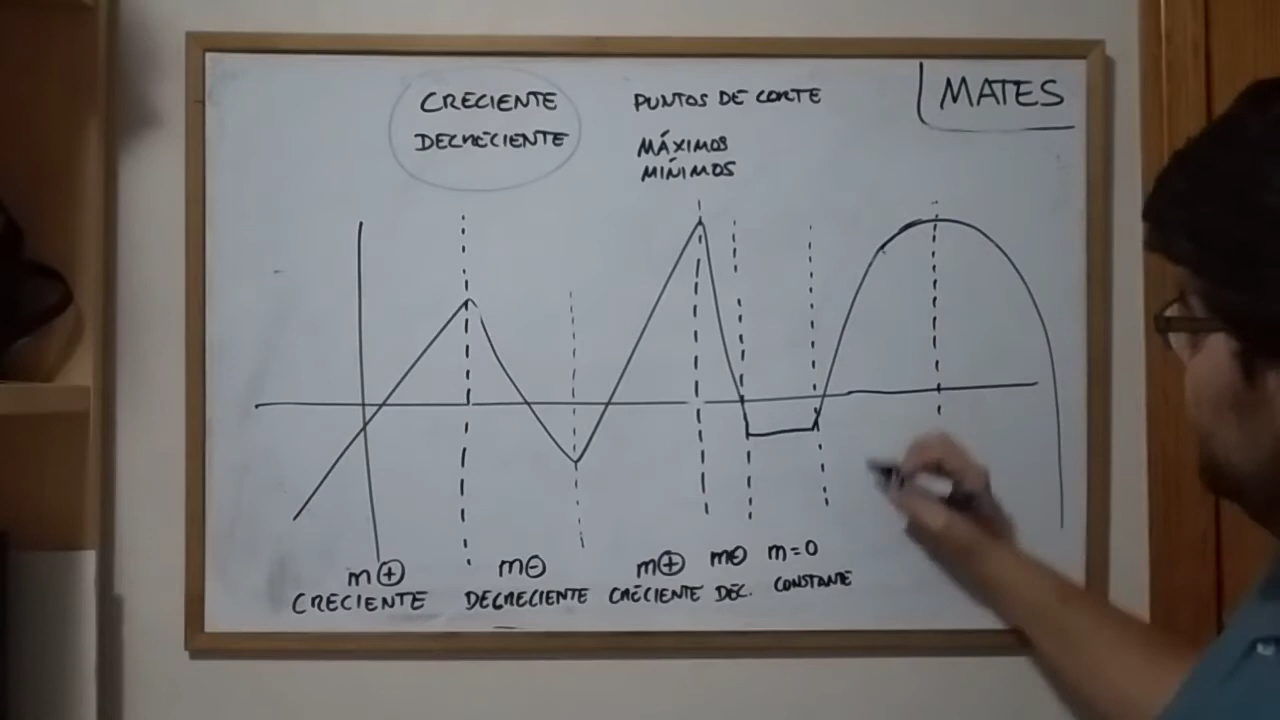 CRECIENTE
DECRECIENTE
PUNTOS DE CORTE
MÁXIMOS
MÍNIMOS
MATES
m⊕
CRECIENTE
m⊖
DECRECIENTE
m⊕
CRECIENTE
m⊖
DEC.
m=0
CONSTANTE